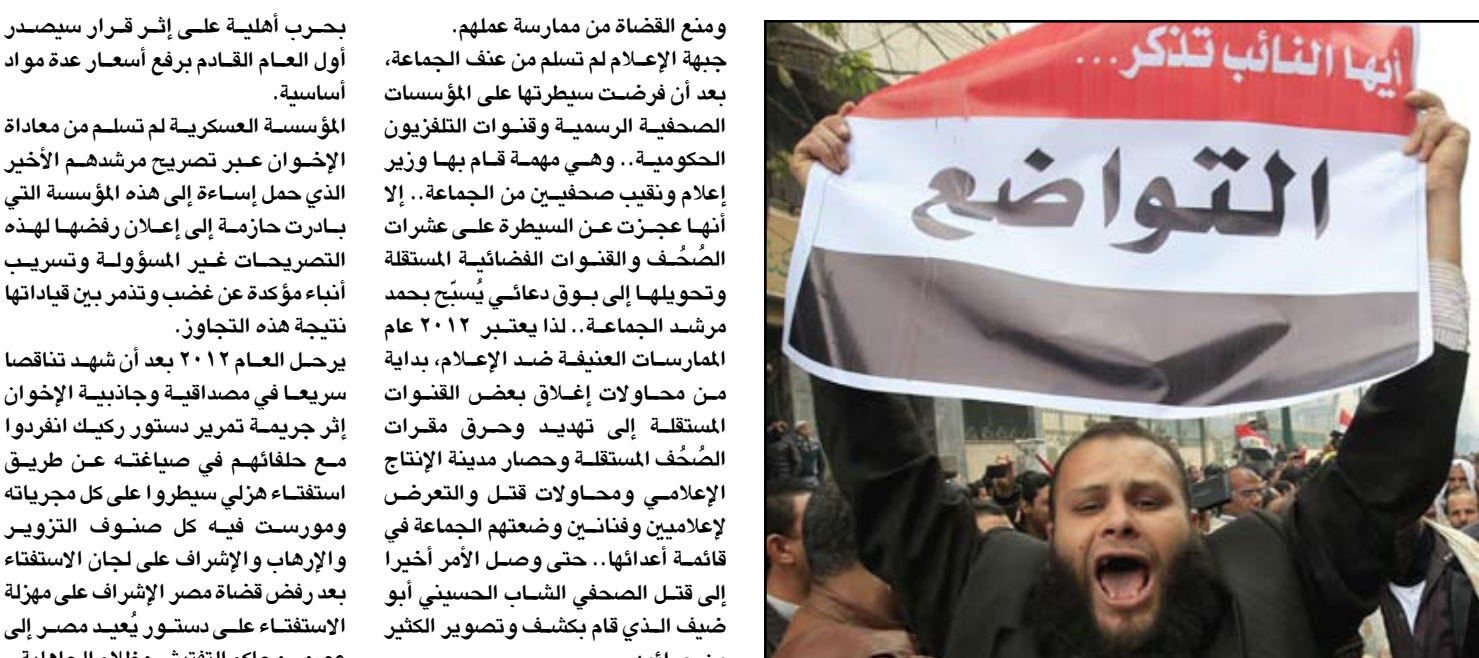 أيها النائب تذكر...
التواضع
ومنع القضاة من ممارسة عملهم.
جبهة الإعلام لم تسلم من عنف الجماعة،
بعد أن فرضت سيطرتها على المؤسسات
الصحفية الرسمية وقنوات التلفزيون
الحكومية.. وهي مهمة قام بها وزير
إعلام ونقيب صحفيين من الجماعة.. إلا
أنها عجزت عن السيطرة على عشرات
الصُحُف والقنوات الفضائية المستقلة
وتحويلها إلى بوق دعائي يُسبّح بحمد
مرشد الجماعة.. لذا يعتبر ٢٠١٢ عام
الممارسات العنيفة ضد الإعلام، بداية
من محاولات إغلاق بعض القنوات
المستقلة إلى تهديد وحرق مقرات
الصُحُف المستقلة وحصار مدينة الإنتاج
الإعلامي ومحاولات قتل والتعرض
لإعلاميين وفنانين وضعتهم الجماعة في
قائمة أعدائها.. حتى وصل الأمر أخيرا
إلى قتل الصحفي الشاب الحسيني أبو
ضيف الذي قام بكشف وتصوير الكثير
بحرب أهلية على إثر قرار سيصدر
أول العام القادم برفع أسعار عدة مواد
أساسية.
المؤسسة العسكرية لم تسلم من معاداة
الإخوان عبر تصريح مرشدهم الأخير
الذي حمل إساءة إلى هذه المؤسسة التي
بادرت حازمة إلى إعلان رفضها لهذه
التصريحات غير المسؤولة وتسريب
أنباء مؤكدة عن غضب وتذمر بين قياداتها
نتيجة هذه التجاوز.
يرحل العام ٢٠١٢ بعد أن شهد تناقصا
سريعا في مصداقية وجاذبية الإخوان
إثر جريمة تمرير دستور ركيك انفردوا
مع حلفائهم في صياغته عن طريق
استفتاء هزلي سيطروا على كل مجرياته
ومورست فيه كل صنوف التزوير
والإرهاب والإشراف على لجان الاستفتاء
بعد رفض قضاة مصر الإشراف على مهزلة
الاستفتاء على دستور يُعيد مصر إلى